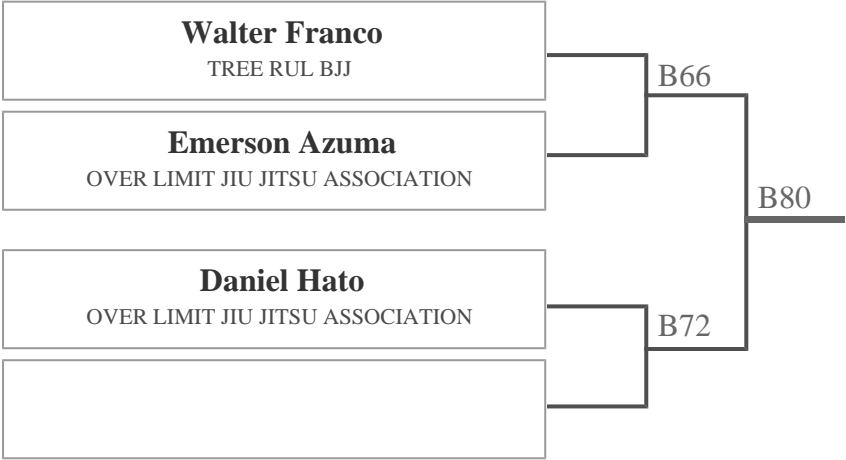 Walter Franco
TREE RUL BJJ
B66
Emerson Azuma
OVER LIMIT JIU JITSU ASSOCIATION
B80
Daniel Hato
OVER LIMIT JIU JITSU ASSOCIATION
B72